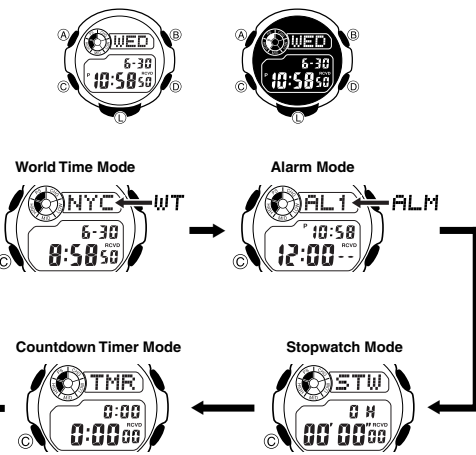 A B A B
WED WED
6-30 6-30
RCVD RCVD
P 10:58 50 P 10:58 50
C D C D
L L
World Time Mode Alarm Mode
NYC WT AL1 ALM
6-30 P 10:58
RCVD RCVD
8:58 50 12:00 --
C C
Countdown Timer Mode Stopwatch Mode
TMR STW
0:00 0 H
RCVD RCVD
0:00 00 00' 00" 00
C C